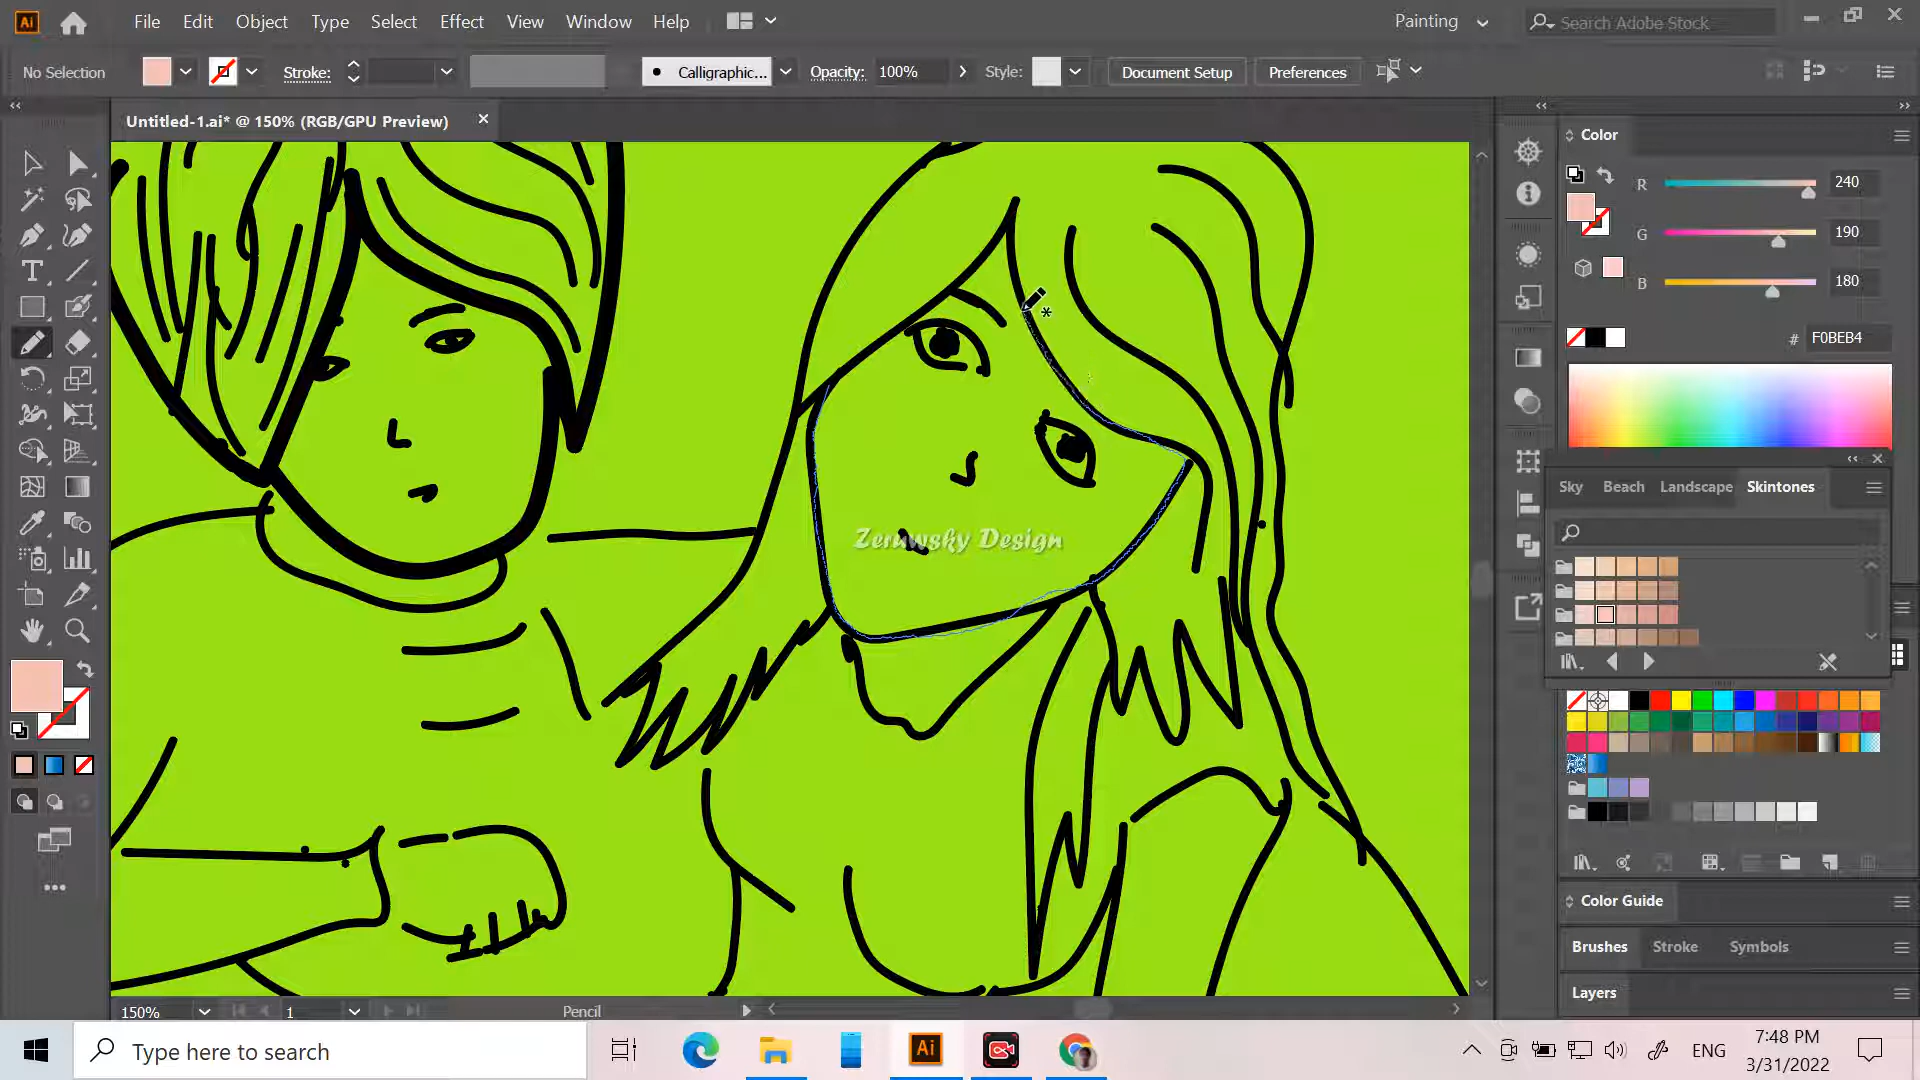 Ai File Edit Object Type Select Effect View Window Help Painting Search Adobe Stock
No Selection Stroke: Calligraphic... Opacity: 100% Style: Document Setup Preferences
Untitled-1.ai* @ 150% (RGB/GPU Preview)
Color
R 240
G 190
B 180
# F0BEB4
Sky Beach Landscape Skintones
Zeruwsky Design
Color Guide
Brushes Stroke Symbols
Layers
150% 1 Pencil
Type here to search
Ai
ENG
7:48 PM
3/31/2022